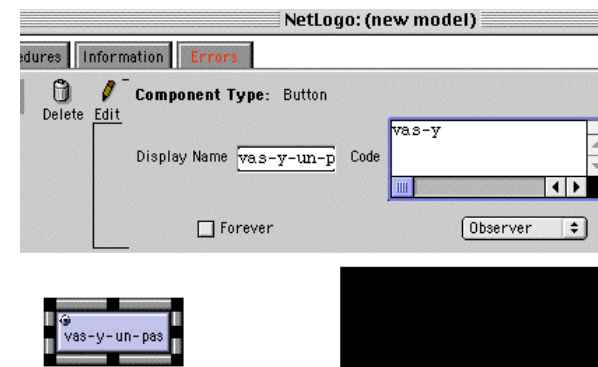 NetLogo: (new model)
edures Information Errors
Delete Edit
Component Type: Button
Display Name vas-y-un-p Code vas-y
Forever Observer
vas-y-un-pas